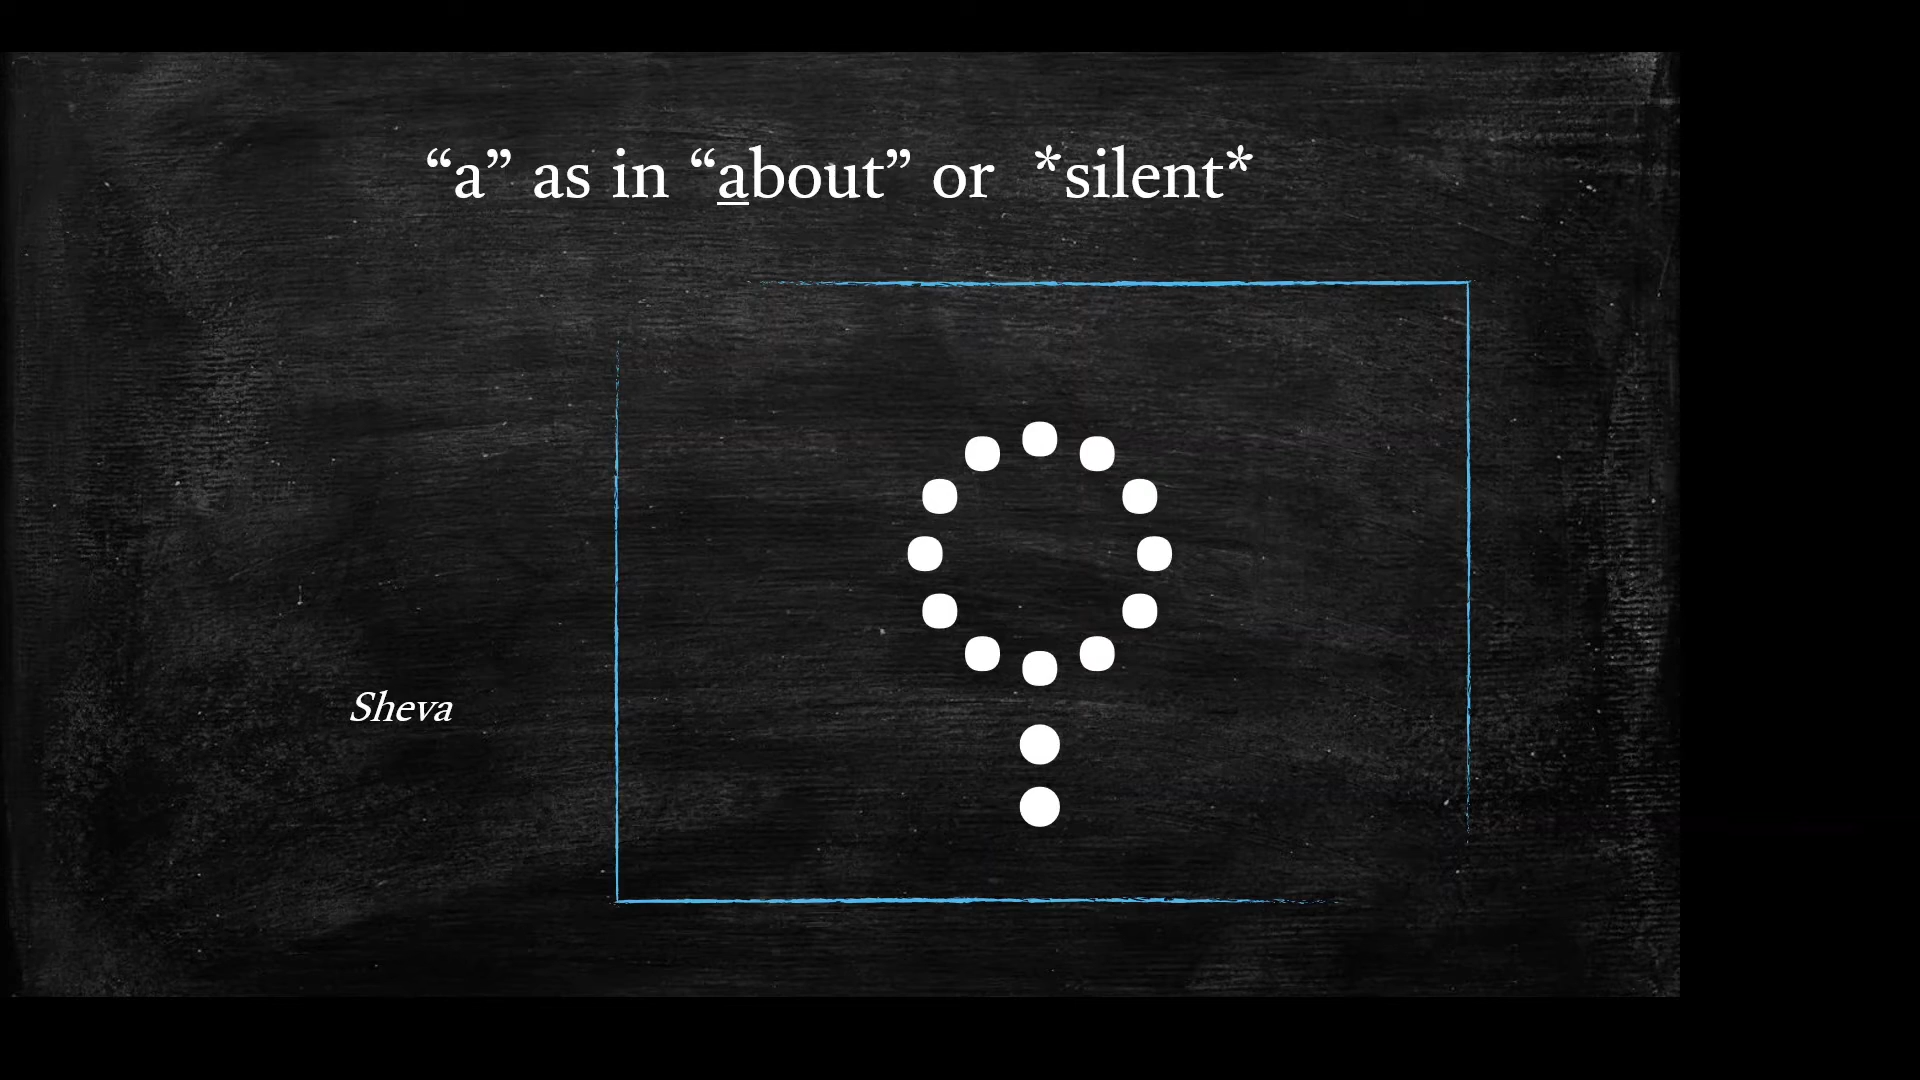 “a” as in “about” or *silent*
◌ְ
Sheva